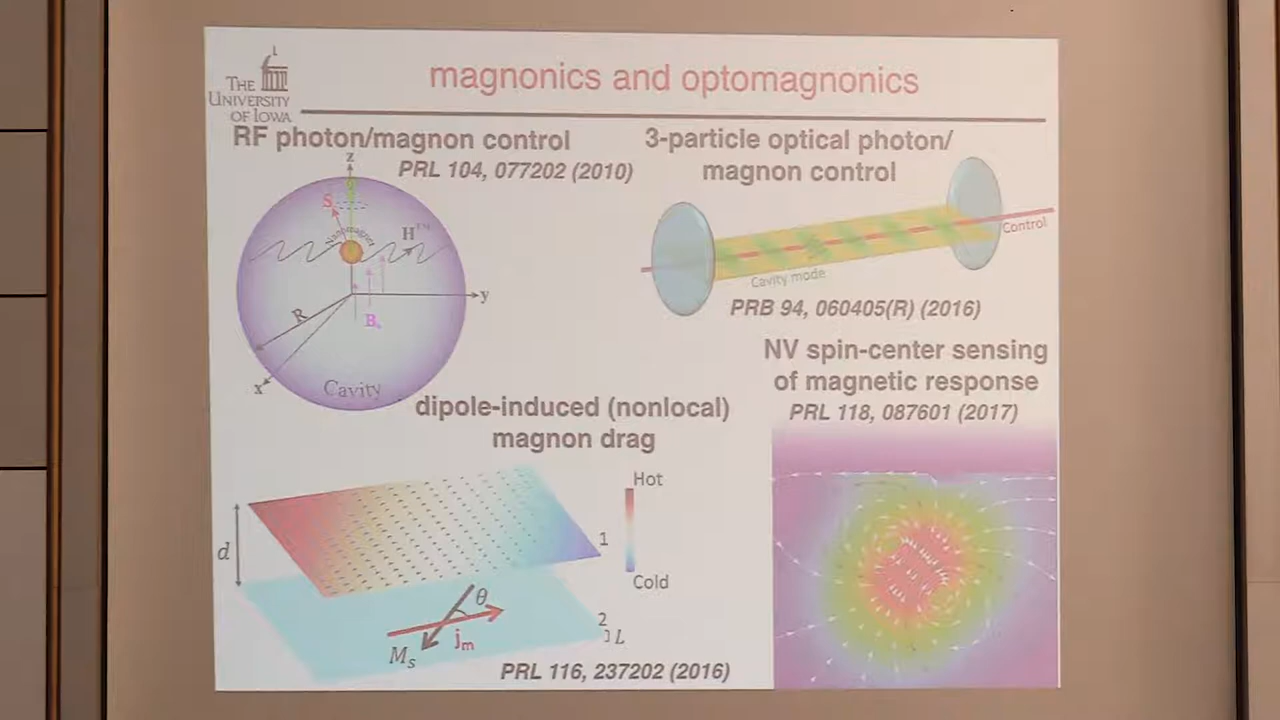 THE
UNIVERSITY
OF IOWA
magnonics and optomagnonics
RF photon/magnon control
PRL 104, 077202 (2010)
z
S
H
y
R
B
x
Cavity
3-particle optical photon/
magnon control
Control
Cavity mode
PRB 94, 060405(R) (2016)
NV spin-center sensing
of magnetic response
PRL 118, 087601 (2017)
dipole-induced (nonlocal)
magnon drag
Hot
d
1
Cold
θ
2
L
jm
Ms
PRL 116, 237202 (2016)